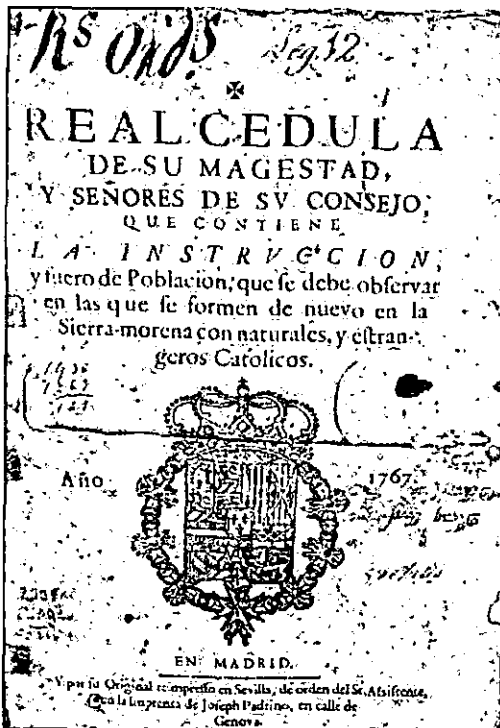 Rs Ords Leg 32
REAL CEDULA
DE SU MAGESTAD,
Y SEÑORES DE SV CONSEJO,
QUE CONTIENE
LA INSTRVCCION,
y fuero de Poblacion, que se debe observar
en las que se formen de nuevo en la
Sierra-morena con naturales, y estran-
geros Catolicos.
Año 1767
EN MADRID.
Y por su Original reimpresso en Sevilla, de orden del Sr. Assistente,
en la Imprenta de Joseph Padrino, en calle de
Genova.